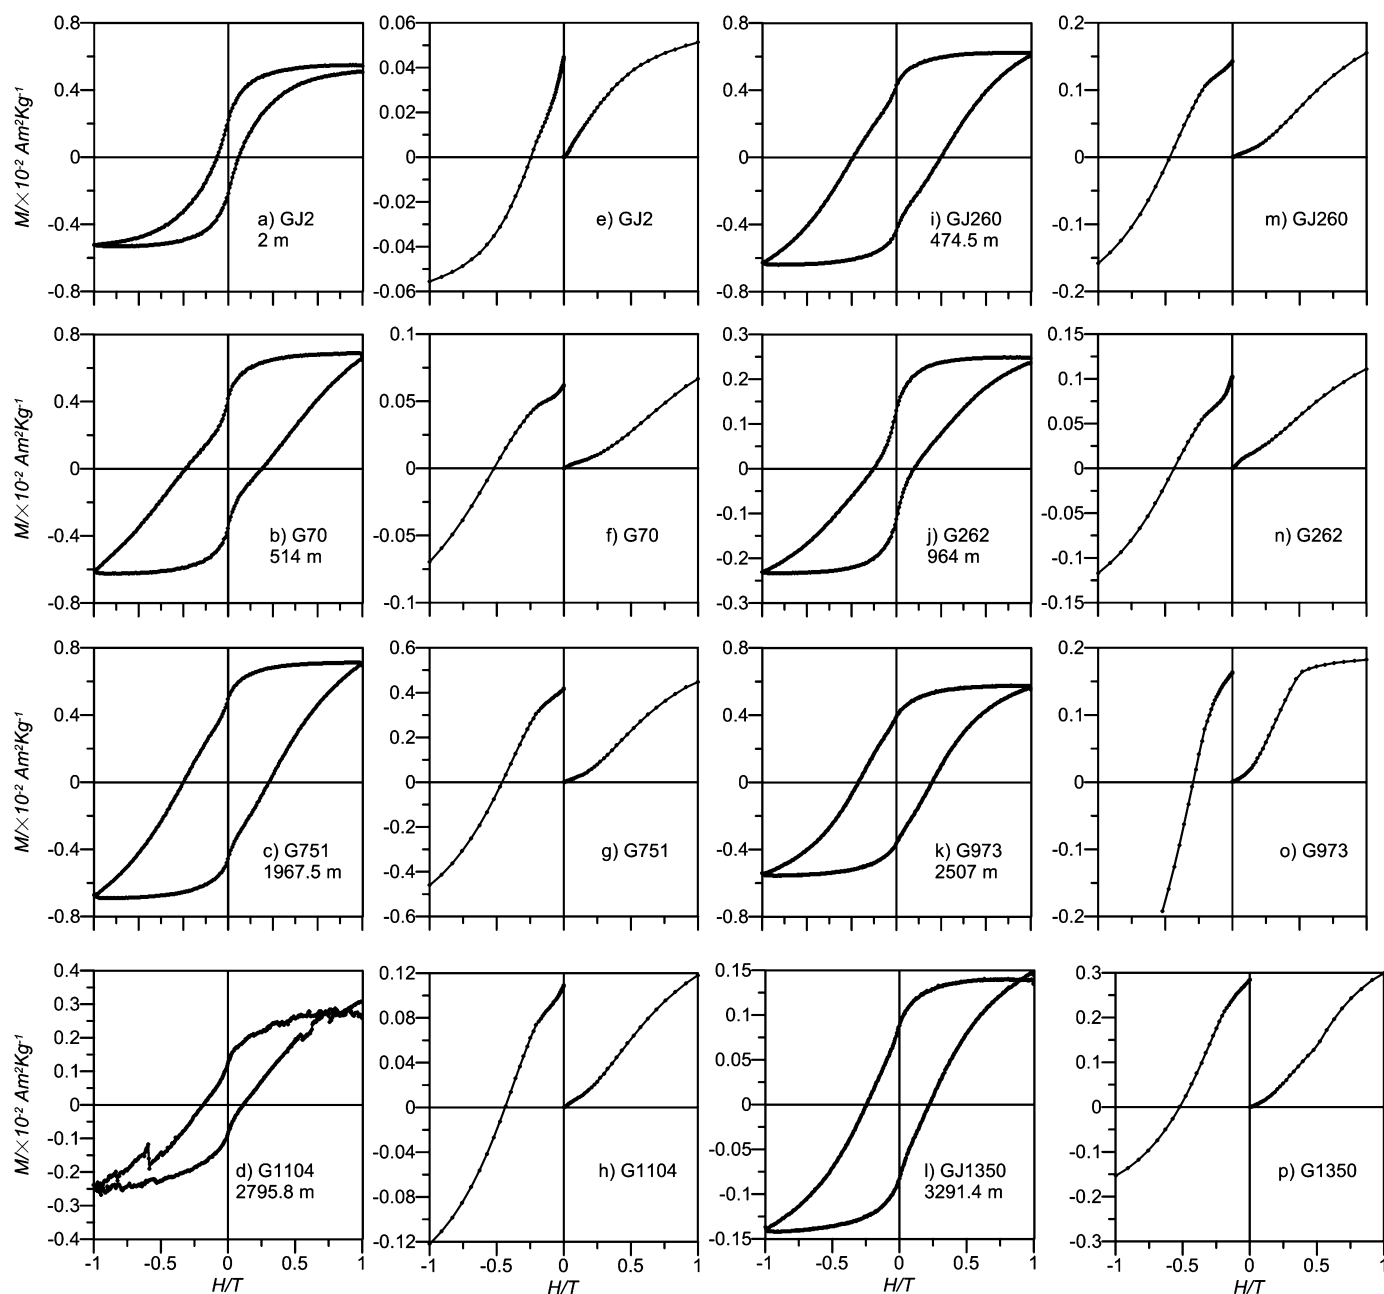 M/×10⁻² Am²Kg⁻¹
0.8
0.4
0
-0.4
-0.8
a) GJ2
2 m
0.06
0.04
0.02
0
-0.02
-0.04
-0.06
e) GJ2
0.8
0.4
0
-0.4
-0.8
i) GJ260
474.5 m
0.2
0.1
0
-0.1
-0.2
m) GJ260
M/×10⁻² Am²Kg⁻¹
0.8
0.4
0
-0.4
-0.8
b) G70
514 m
0.1
0.05
0
-0.05
-0.1
f) G70
0.3
0.2
0.1
0
-0.1
-0.2
-0.3
j) G262
964 m
0.15
0.1
0.05
0
-0.05
-0.1
-0.15
n) G262
M/×10⁻² Am²Kg⁻¹
0.8
0.4
0
-0.4
-0.8
c) G751
1967.5 m
0.6
0.4
0.2
0
-0.2
-0.4
-0.6
g) G751
0.8
0.4
0
-0.4
-0.8
k) G973
2507 m
0.2
0.1
0
-0.1
-0.2
o) G973
M/×10⁻² Am²Kg⁻¹
0.4
0.3
0.2
0.1
0
-0.1
-0.2
-0.3
-0.4
d) G1104
2795.8 m
-1 -0.5 0 0.5 1
H/T
0.12
0.08
0.04
0
-0.04
-0.08
-0.12
h) G1104
-1 -0.5 0 0.5 1
H/T
0.15
0.1
0.05
0
-0.05
-0.1
-0.15
l) GJ1350
3291.4 m
-1 -0.5 0 0.5 1
H/T
0.3
0.2
0.1
0
0.1
0.2
-0.3
p) G1350
-1 -0.5 0 0.5 1
H/T